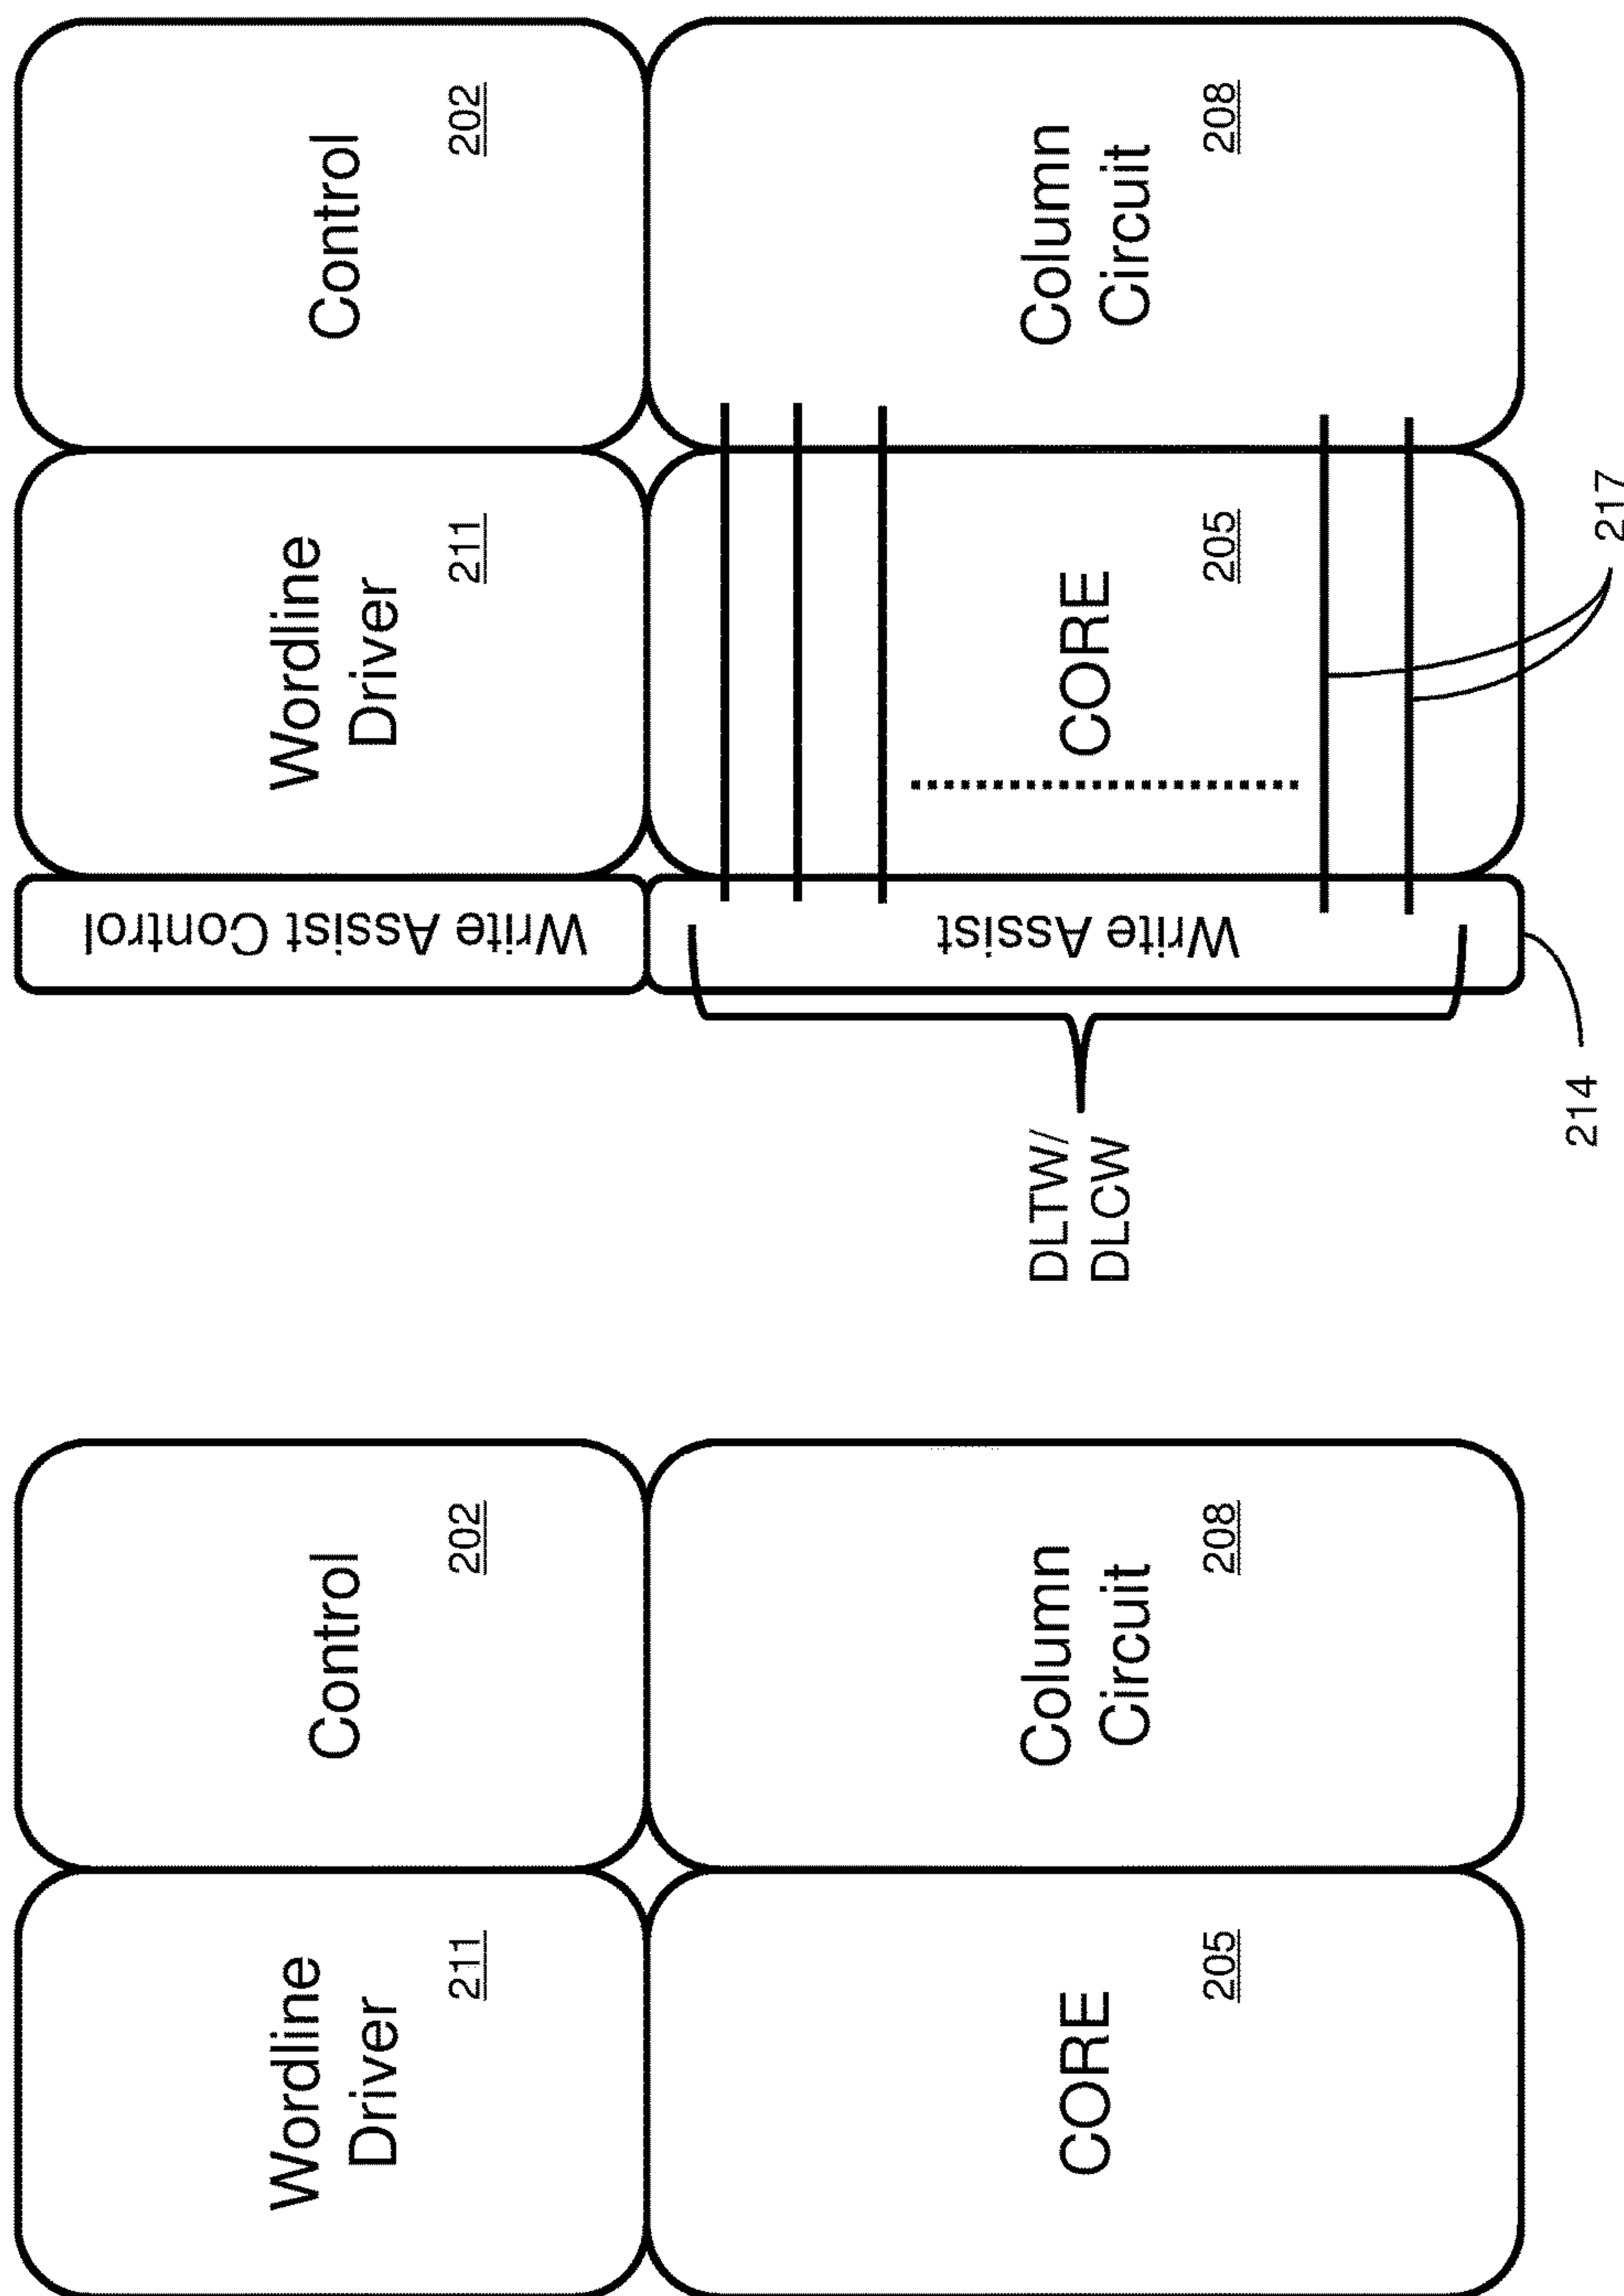 Wordline
Driver
211
Control
202
CORE
205
Column
Circuit
208
Write Assist Control
Wordline
Driver
211
Control
202
DLTW/
DLCW
Write Assist
CORE
205
Column
Circuit
208
214
217